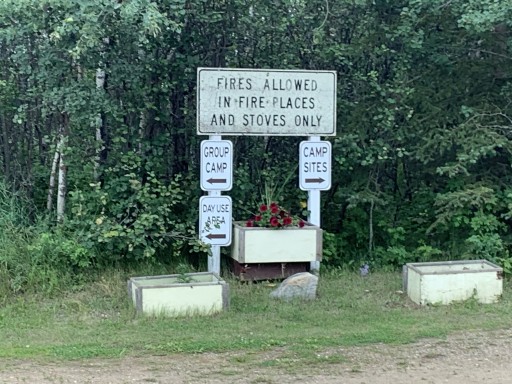 FIRES ALLOWED
IN FIRE PLACES
AND STOVES ONLY
GROUP
CAMP
CAMP
SITES
DAY USE
AREA